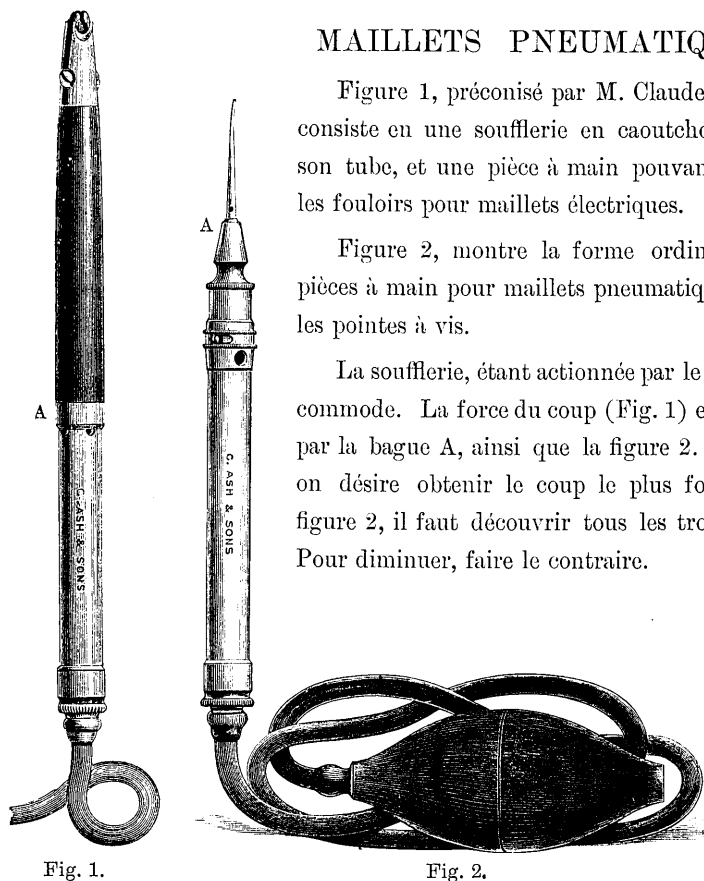 MAILLETS PNEUMATIQ
Figure 1, préconisé par M. Claude
consiste en une soufflerie en caoutcho
son tube, et une pièce à main pouvan
les fouloirs pour maillets électriques.
Figure 2, montre la forme ordin
pièces à main pour maillets pneumatiq
les pointes à vis.
La soufflerie, étant actionnée par le
commode. La force du coup (Fig. 1) e
par la bague A, ainsi que la figure 2.
on désire obtenir le coup le plus fo
figure 2, il faut découvrir tous les tro
Pour diminuer, faire le contraire.
A
A
C. ASH & SONS
C. ASH & SONS
Fig. 1.
Fig. 2.